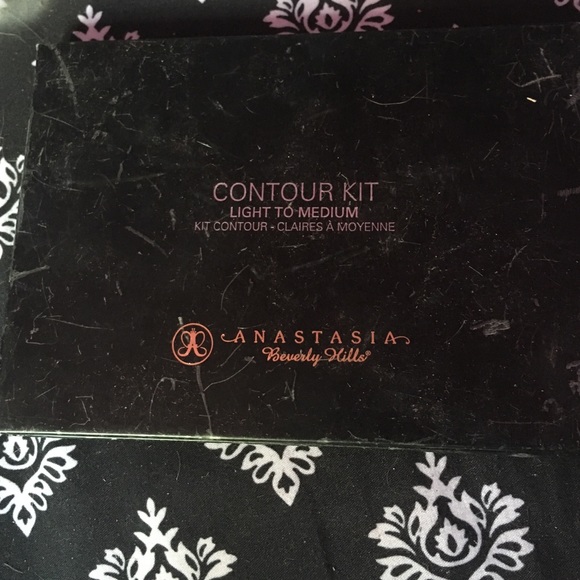 CONTOUR KIT
LIGHT TO MEDIUM
KIT CONTOUR - CLAIRES À MOYENNE
ANASTASIA
Beverly Hills®